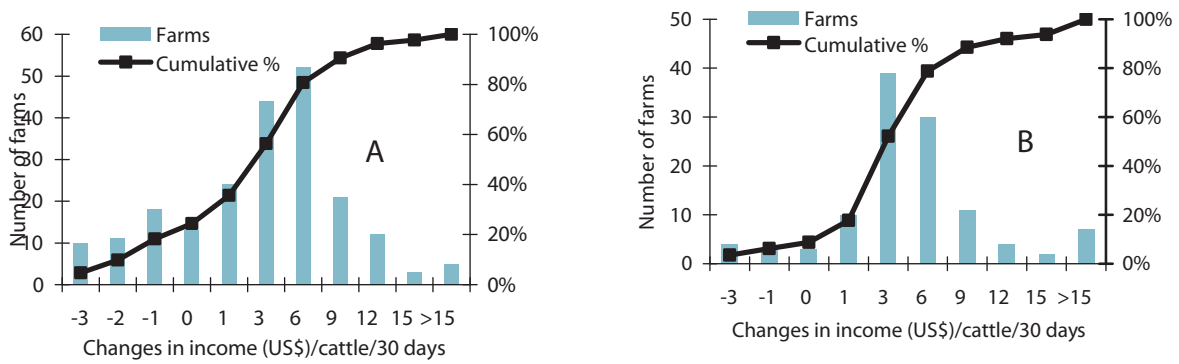 Farms
Cumulative %
60
50
40
30
20
10
0
100%
80%
60%
40%
20%
0%
Number of farms
A
-3 -2 -1 0 1 3 6 9 12 15 >15
Changes in income (US$)/cattle/30 days
Farms
Cumulative %
50
40
30
20
10
0
100%
80%
60%
40%
20%
0%
Number of farms
B
-3 -1 0 1 3 6 9 12 15 >15
Changes in income (US$)/cattle/30 days